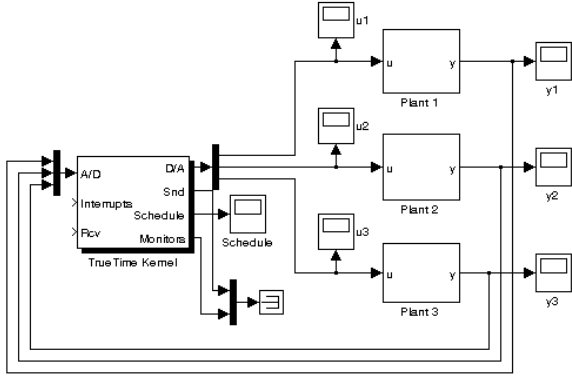 u1
u
y
Plant 1
y1
u2
D/A
A/D
u
y
Snd
Plant 2
y2
Interrupts
Schedule
Rcv
Monitors
Schedule
u3
TrueTime Kernel
u
y
Plant 3
y3